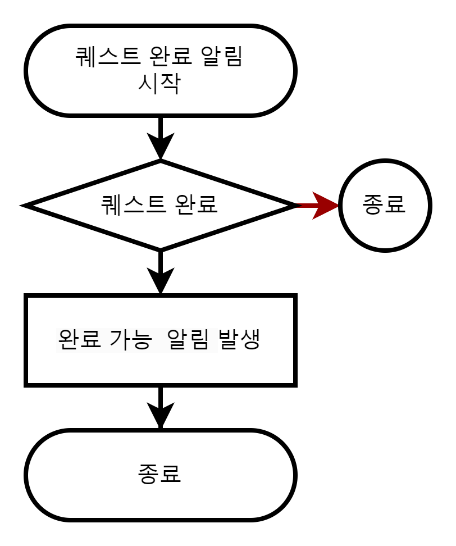 퀘스트 완료 알림
시작
퀘스트 완료
종료
완료 가능 알림 발생
종료